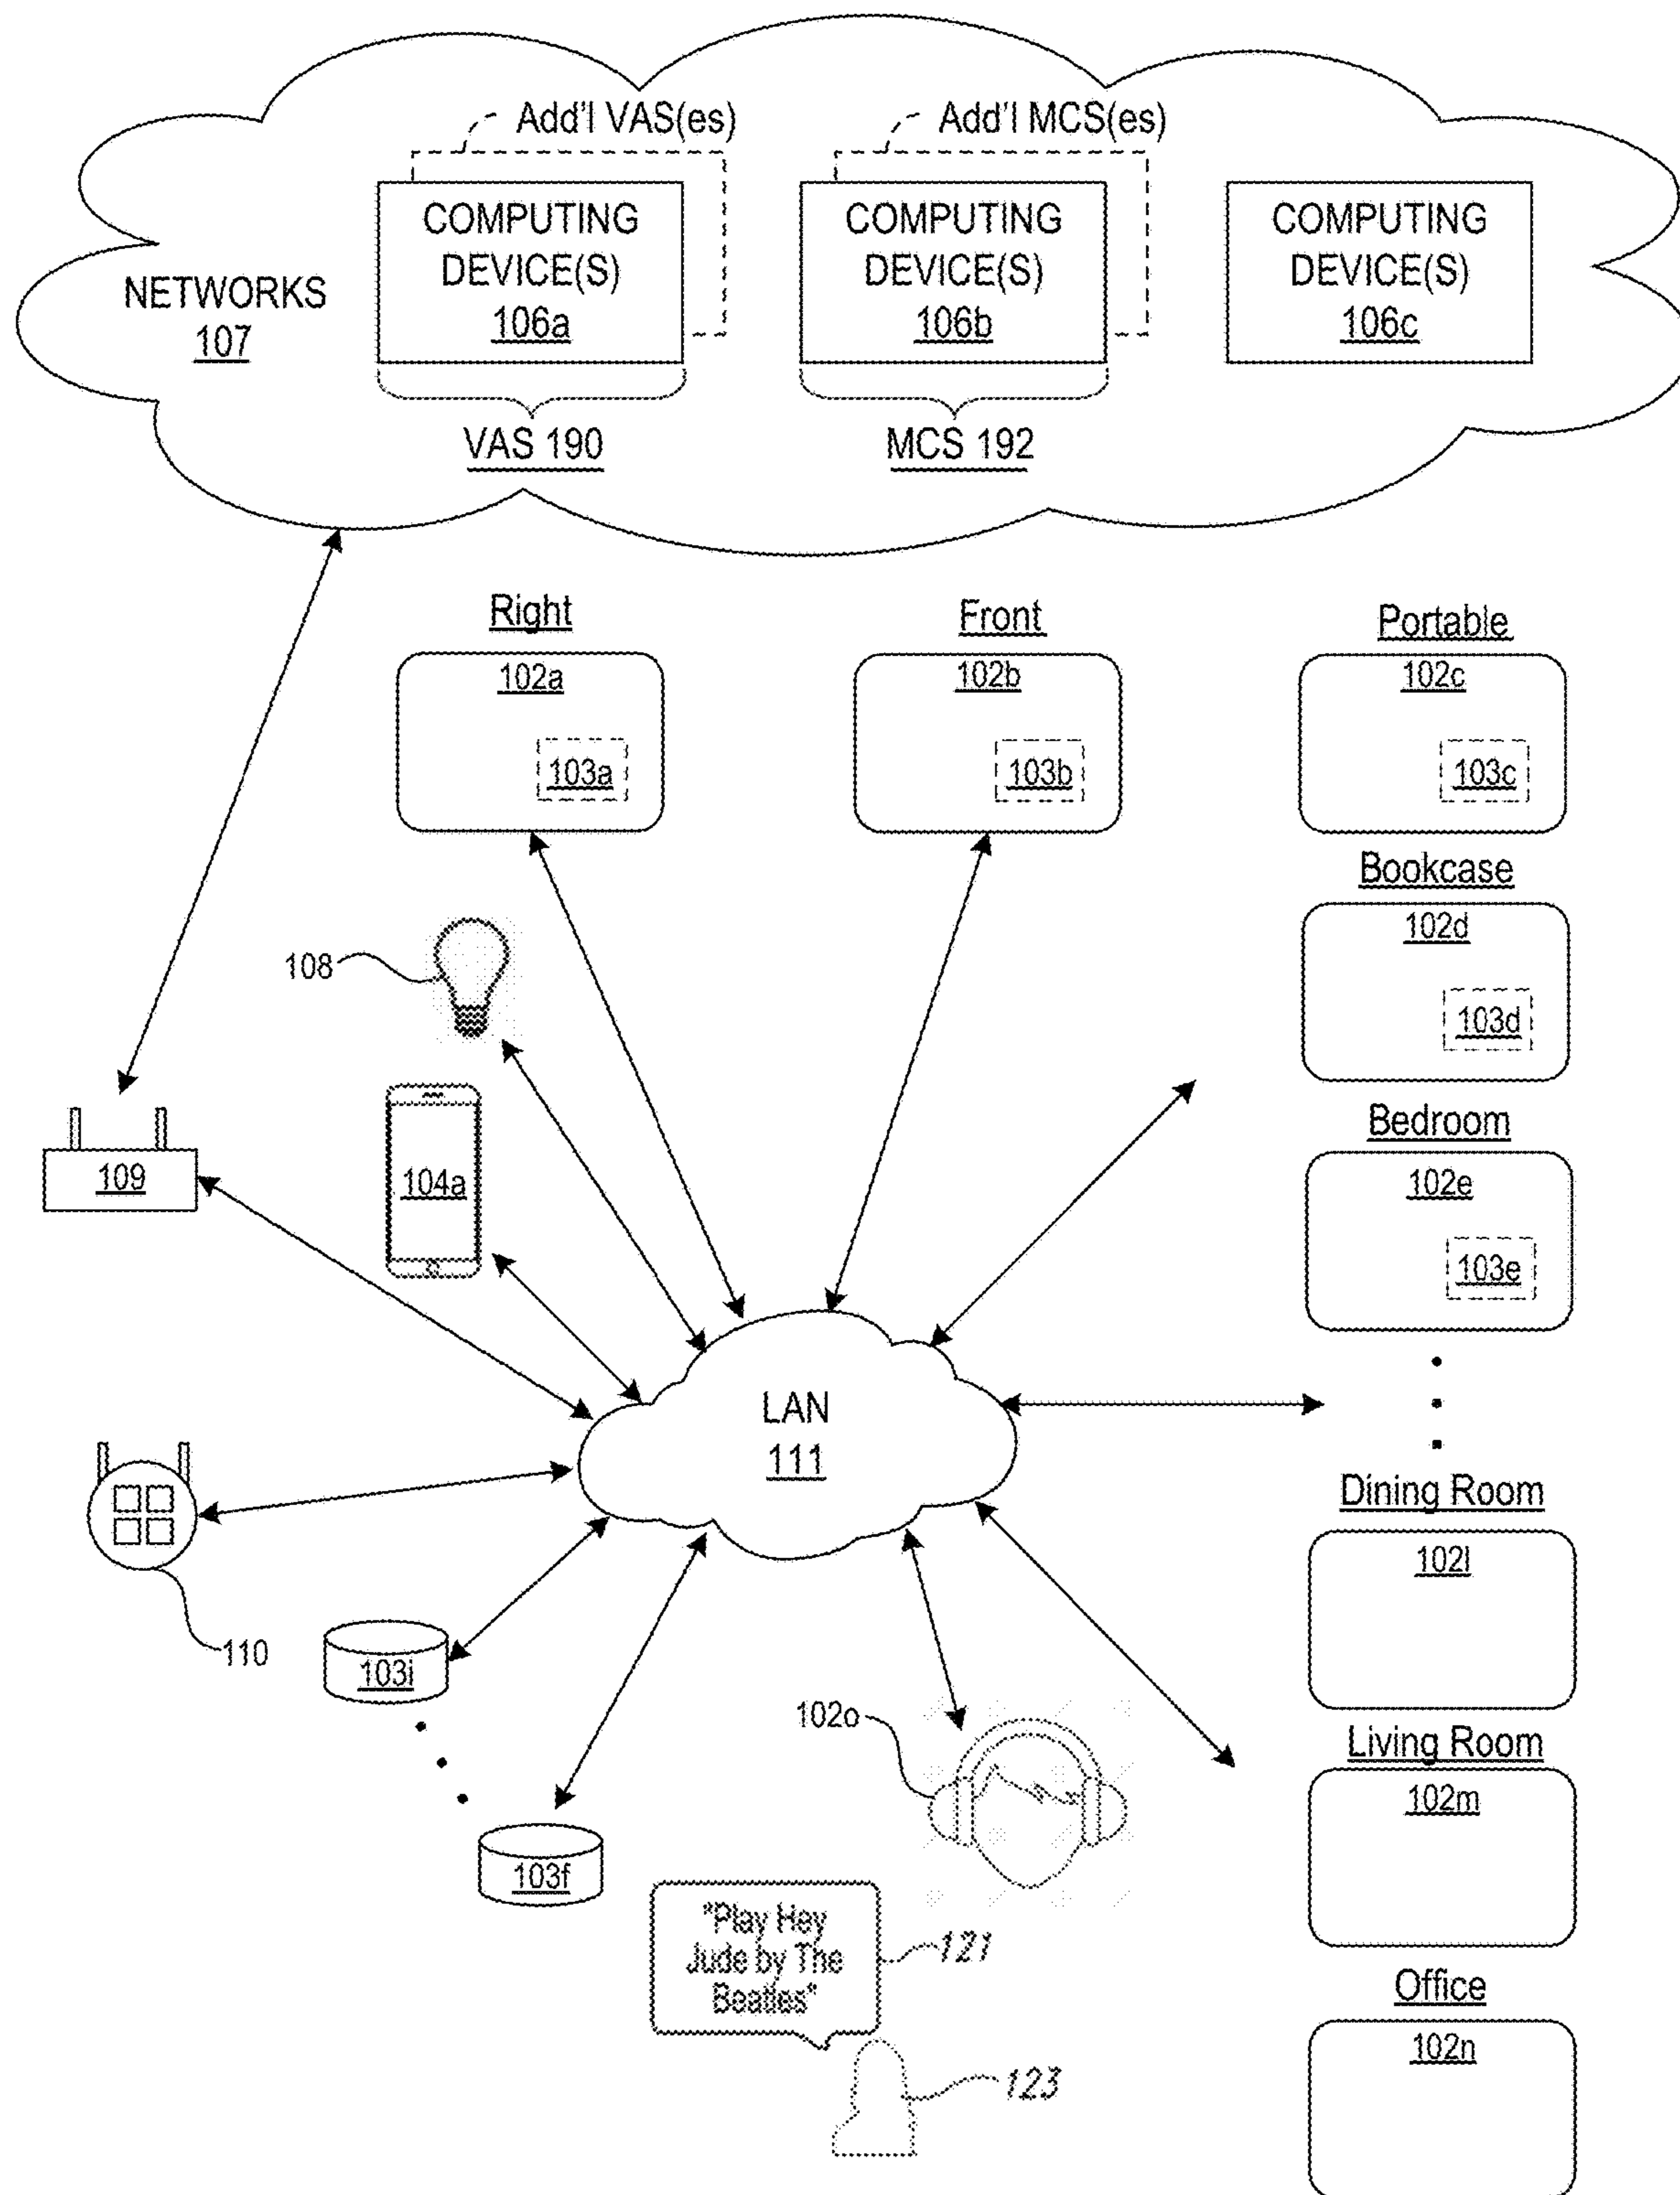 Add'l VAS(es)
Add'l MCS(es)
COMPUTING
DEVICE(S)
106a
COMPUTING
DEVICE(S)
106b
COMPUTING
DEVICE(S)
106c
NETWORKS
107
VAS 190
MCS 192
Right
102a
103a
Front
102b
103b
Portable
102c
103c
Bookcase
102d
103d
108
104a
109
Bedroom
102e
103e
LAN
111
110
103i
103f
Dining Room
102l
102o
Living Room
102m
"Play Hey
Jude by The
Beatles"
121
123
Office
102n